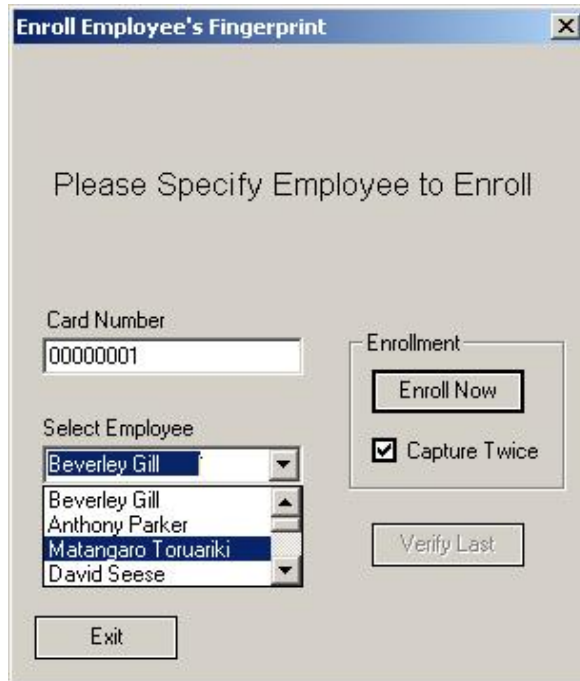 Enroll Employee's Fingerprint
Please Specify Employee to Enroll
Card Number
00000001
Enrollment
Enroll Now
Capture Twice
Select Employee
Beverley Gill
Beverley Gill
Anthony Parker
Matangaro Toruariki
David Seese
Verify Last
Exit